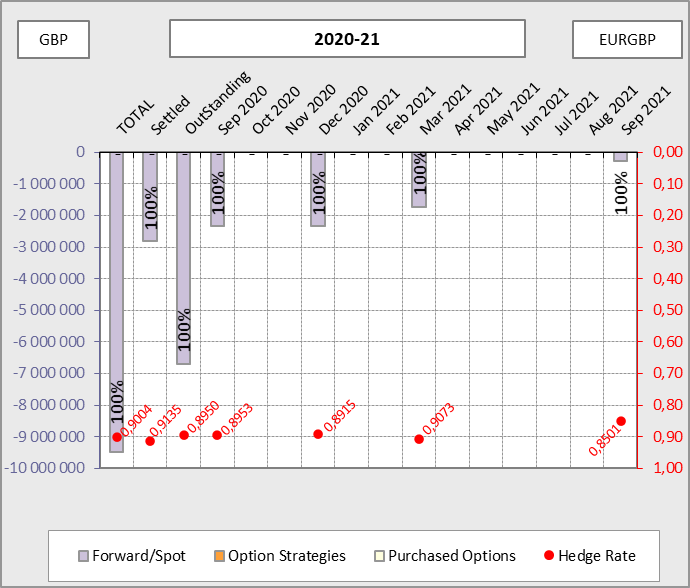 GBP
2020-21
EURGBP
TOTAL
Settled
OutStanding
Sep 2020
Oct 2020
Nov 2020
Dec 2020
Jan 2021
Feb 2021
Mar 2021
Apr 2021
May 2021
Jun 2021
Jul 2021
Aug 2021
Sep 2021
0
-1 000 000
-2 000 000
-3 000 000
-4 000 000
-5 000 000
-6 000 000
-7 000 000
-8 000 000
-9 000 000
-10 000 000
0,00
0,10
0,20
0,30
0,40
0,50
0,60
0,70
0,80
0,90
1,00
100%
100%
100%
100%
100%
100%
100%
0,9004
0,9135
0,8950
0,8953
0,8915
0,9073
0,8501
Forward/Spot
Option Strategies
Purchased Options
Hedge Rate